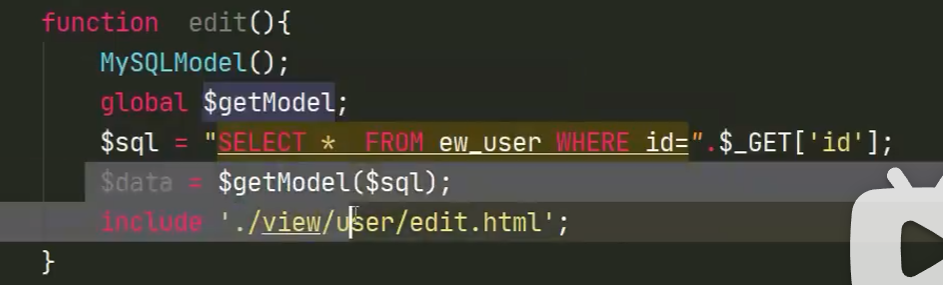 function  edit(){
MySQLModel();
global $getModel;
$sql = "SELECT *  FROM ew_user WHERE id=".$_GET['id'];
$data = $getModel($sql);
include './view/user/edit.html';
}